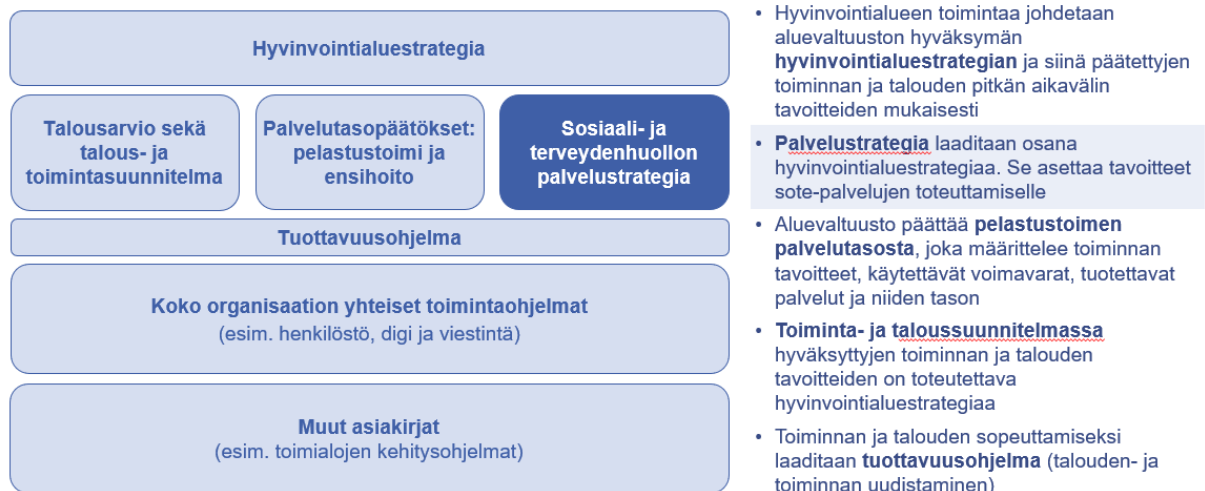 Hyvinvointialuestrategia
Talousarvio sekä
talous- ja
toimintasuunnitelma
Palvelutasopäätökset:
pelastustoimi ja
ensihoito
Sosiaali- ja
terveydenhuollon
palvelustrategia
Tuottavuusohjelma
Koko organisaation yhteiset toimintaohjelmat
(esim. henkilöstö, digi ja viestintä)
Muut asiakirjat
(esim. toimialojen kehitysohjelmat)
• Hyvinvointialueen toimintaa johdetaan
aluevaltuuston hyväksymän
hyvinvointialuestrategian ja siinä päätettyjen
toiminnan ja talouden pitkän aikavälin
tavoitteiden mukaisesti
• Palvelustrategia laaditaan osana
hyvinvointialuestrategiaa. Se asettaa tavoitteet
sote-palvelujen toteuttamiselle
• Aluevaltuusto päättää pelastustoimen
palvelutasosta, joka määrittelee toiminnan
tavoitteet, käytettävät voimavarat, tuotettavat
palvelut ja niiden tason
• Toiminta- ja taloussuunnitelmassa
hyväksyttyjen toiminnan ja talouden
tavoitteiden on toteutettava
hyvinvointialuestrategiaa
• Toiminnan ja talouden sopeuttamiseksi
laaditaan tuottavuusohjelma (talouden- ja
toiminnan uudistaminen)